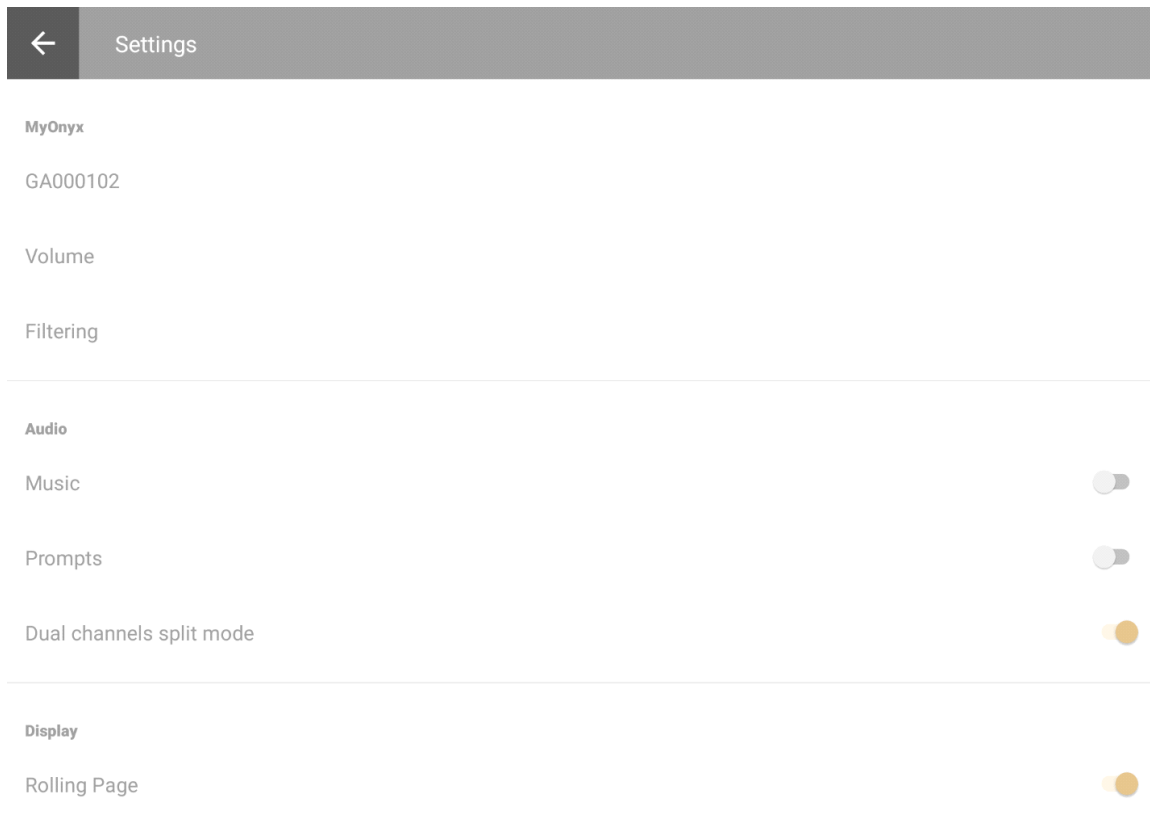 Settings
MyOnyx
GA000102
Volume
Filtering
Audio
Music
Prompts
Dual channels split mode
Display
Rolling Page